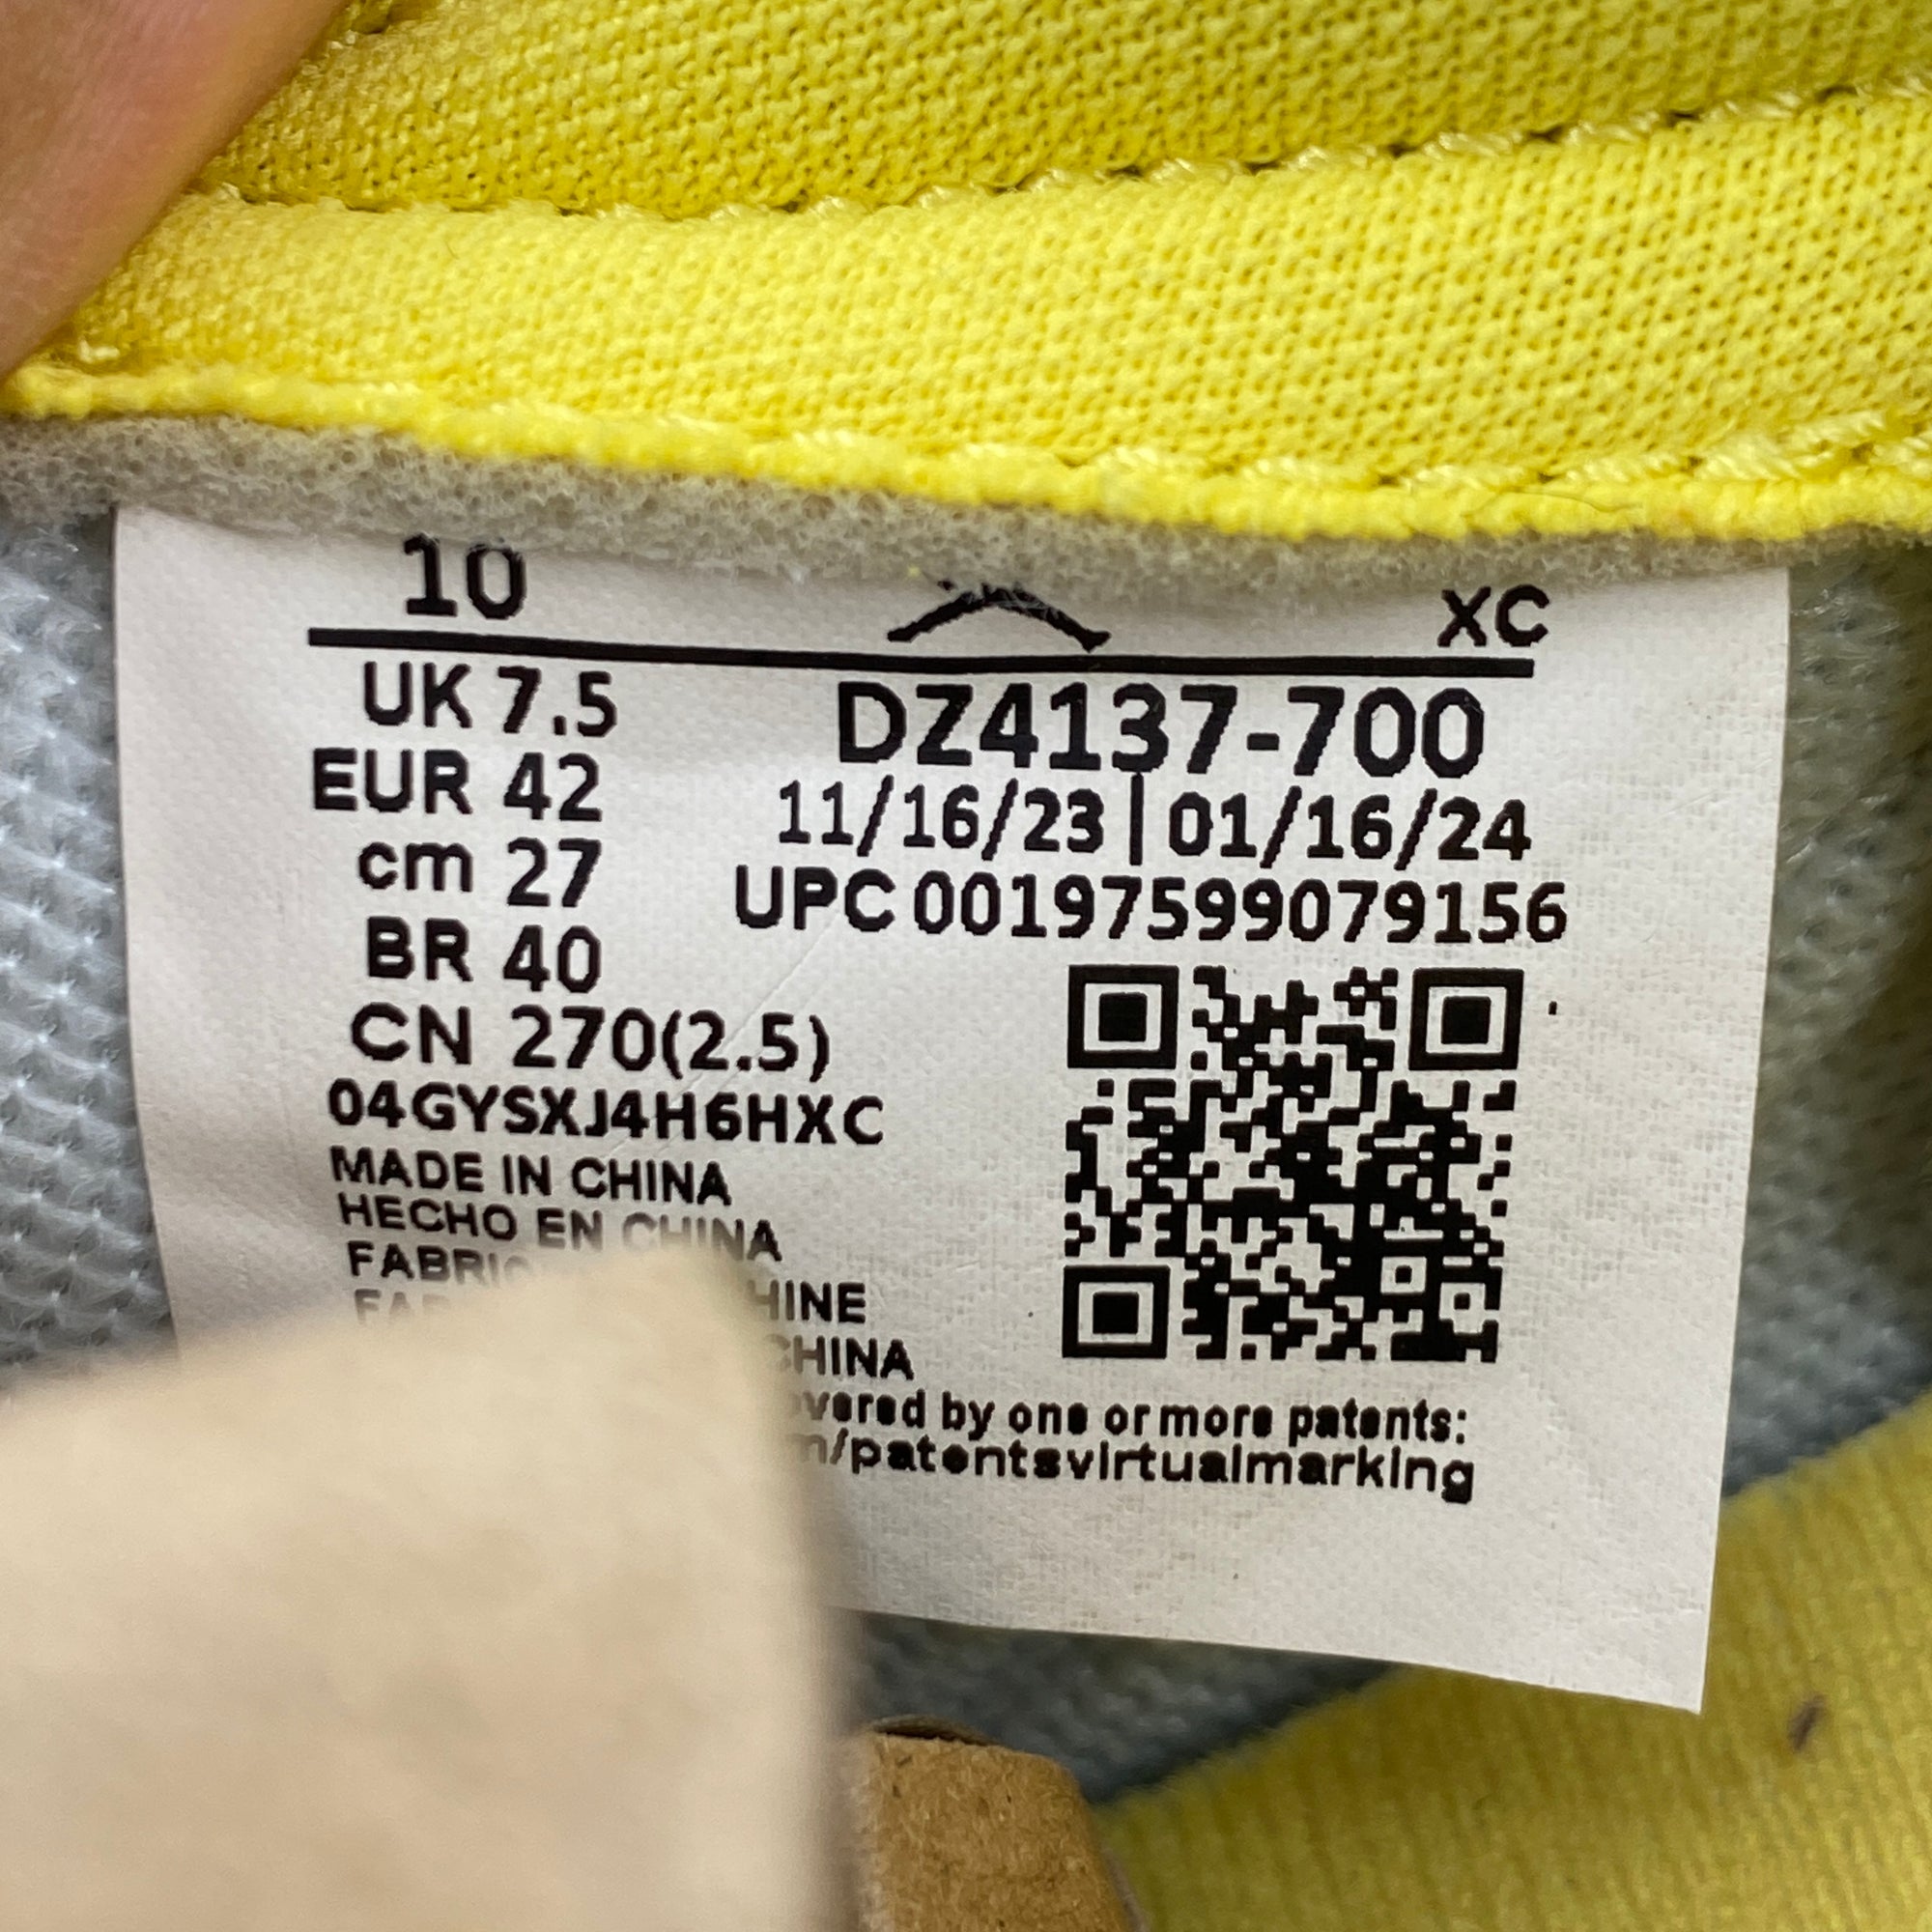 10 XC
UK 7.5 DZ4137-700
EUR 42 11/16/23 | 01/16/24
cm 27 UPC 00197599079156
BR 40
CN 270(2.5)
04GYSXJ4H6HXC
MADE IN CHINA
HECHO EN CHINA
CHINA
by one or more patents:
/patentsvirtualmarking